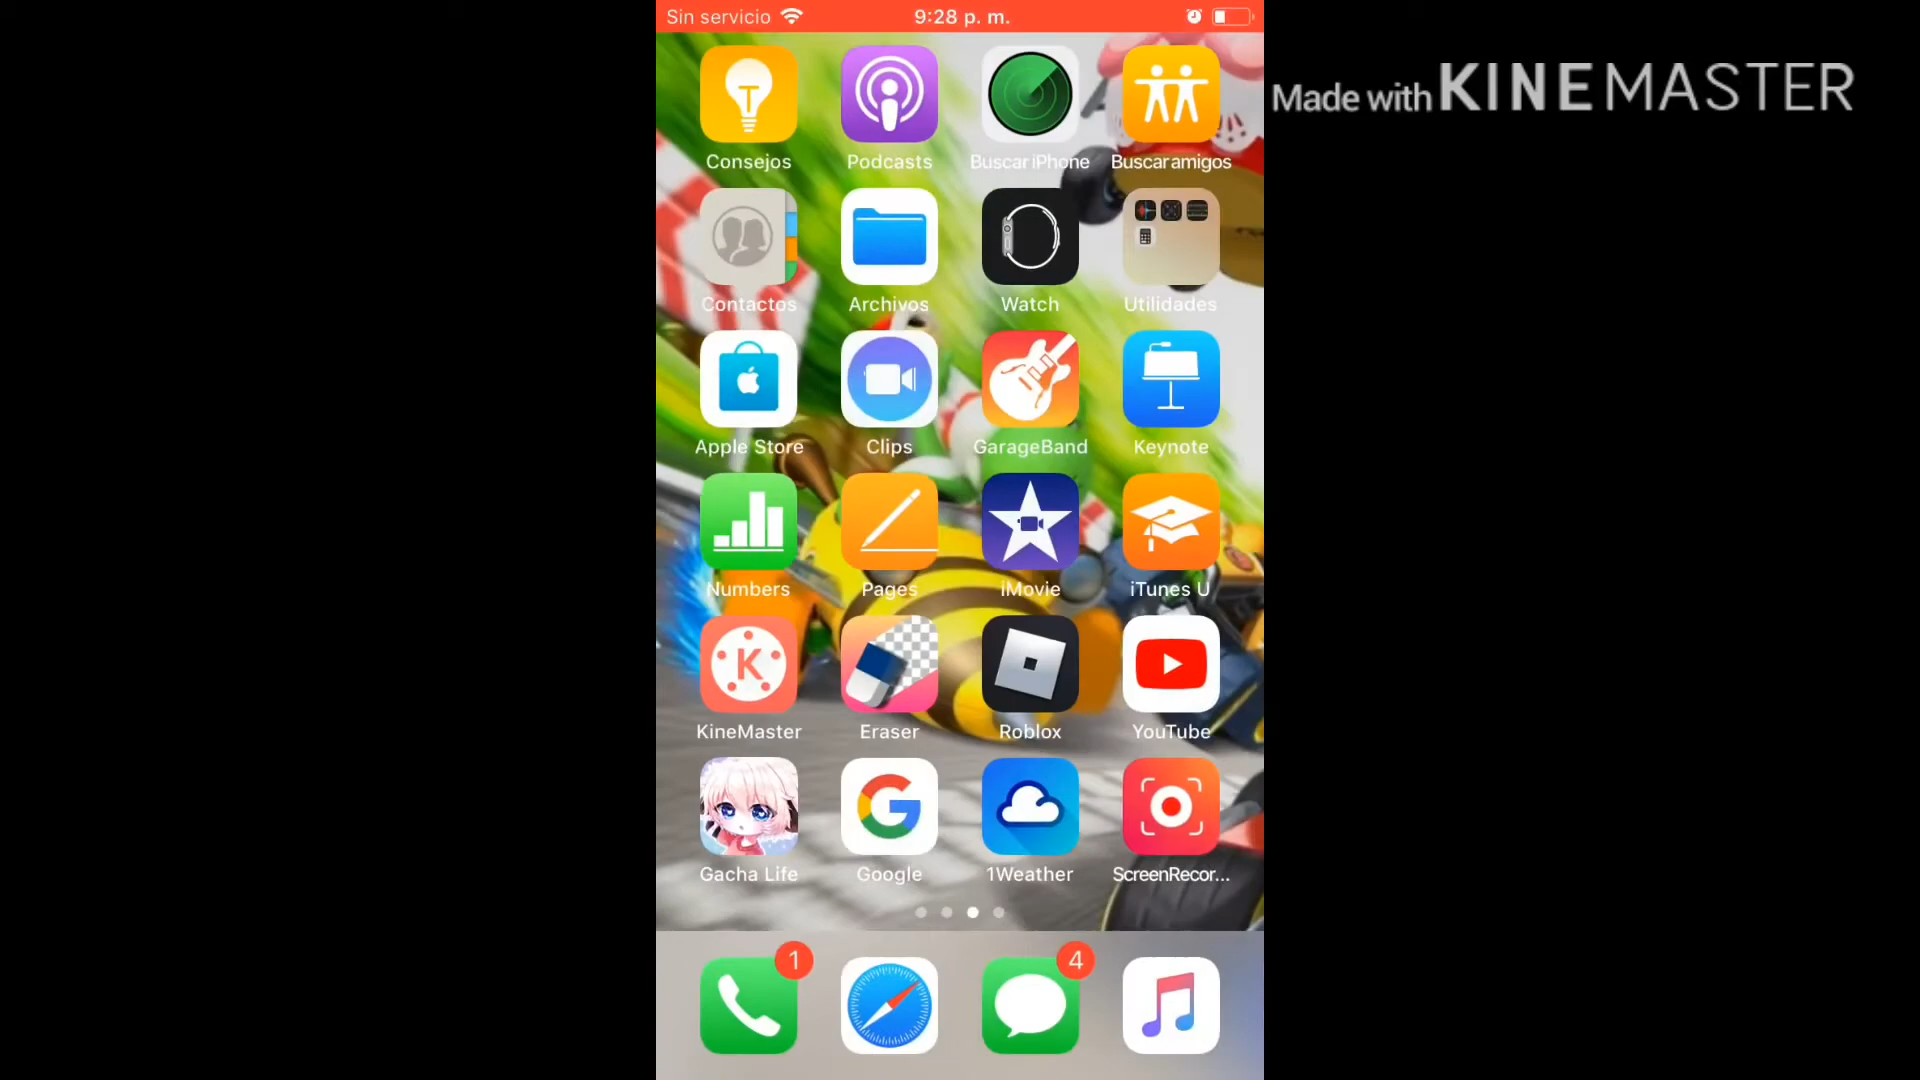 Sin servicio 9:28 p. m.
Made with KINEMASTER
Consejos Podcasts Buscar iPhone Buscar amigos
Contactos Archivos Watch Utilidades
Apple Store Clips GarageBand Keynote
Numbers Pages iMovie iTunes U
K
KineMaster Eraser Roblox YouTube
G
Gacha Life Google 1Weather ScreenRecor...
1 4